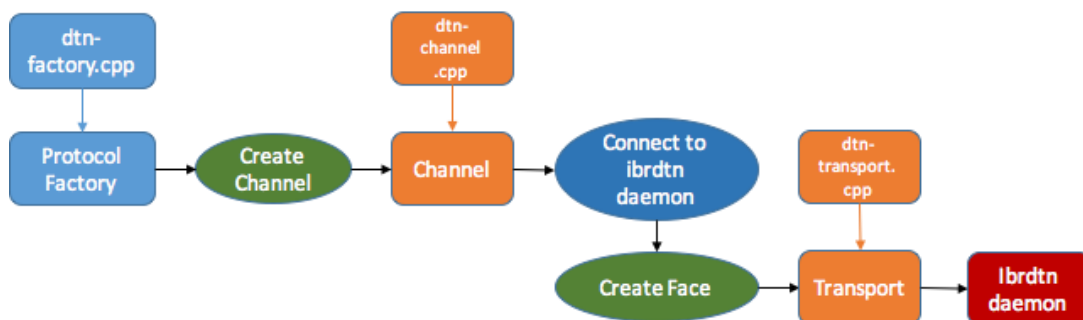 dtn-
factory.cpp
dtn-
channel
.cpp
Protocol
Factory
Create
Channel
Channel
Connect to
ibrdtn
daemon
dtn-
transport.
cpp
Create Face
Transport
Ibrdtn
daemon